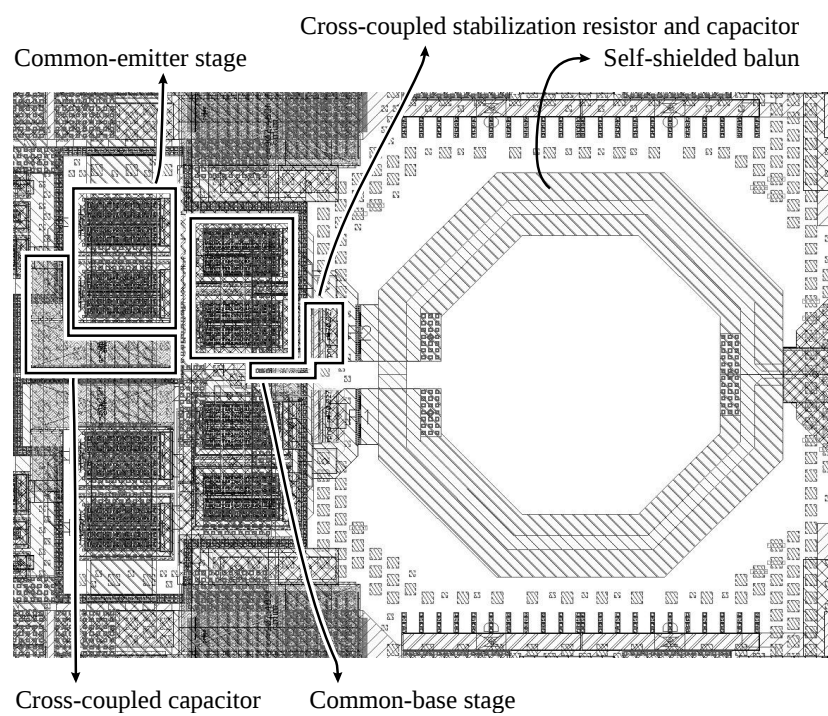 Cross-coupled stabilization resistor and capacitor
Common-emitter stage
Self-shielded balun
Cross-coupled capacitor
Common-base stage